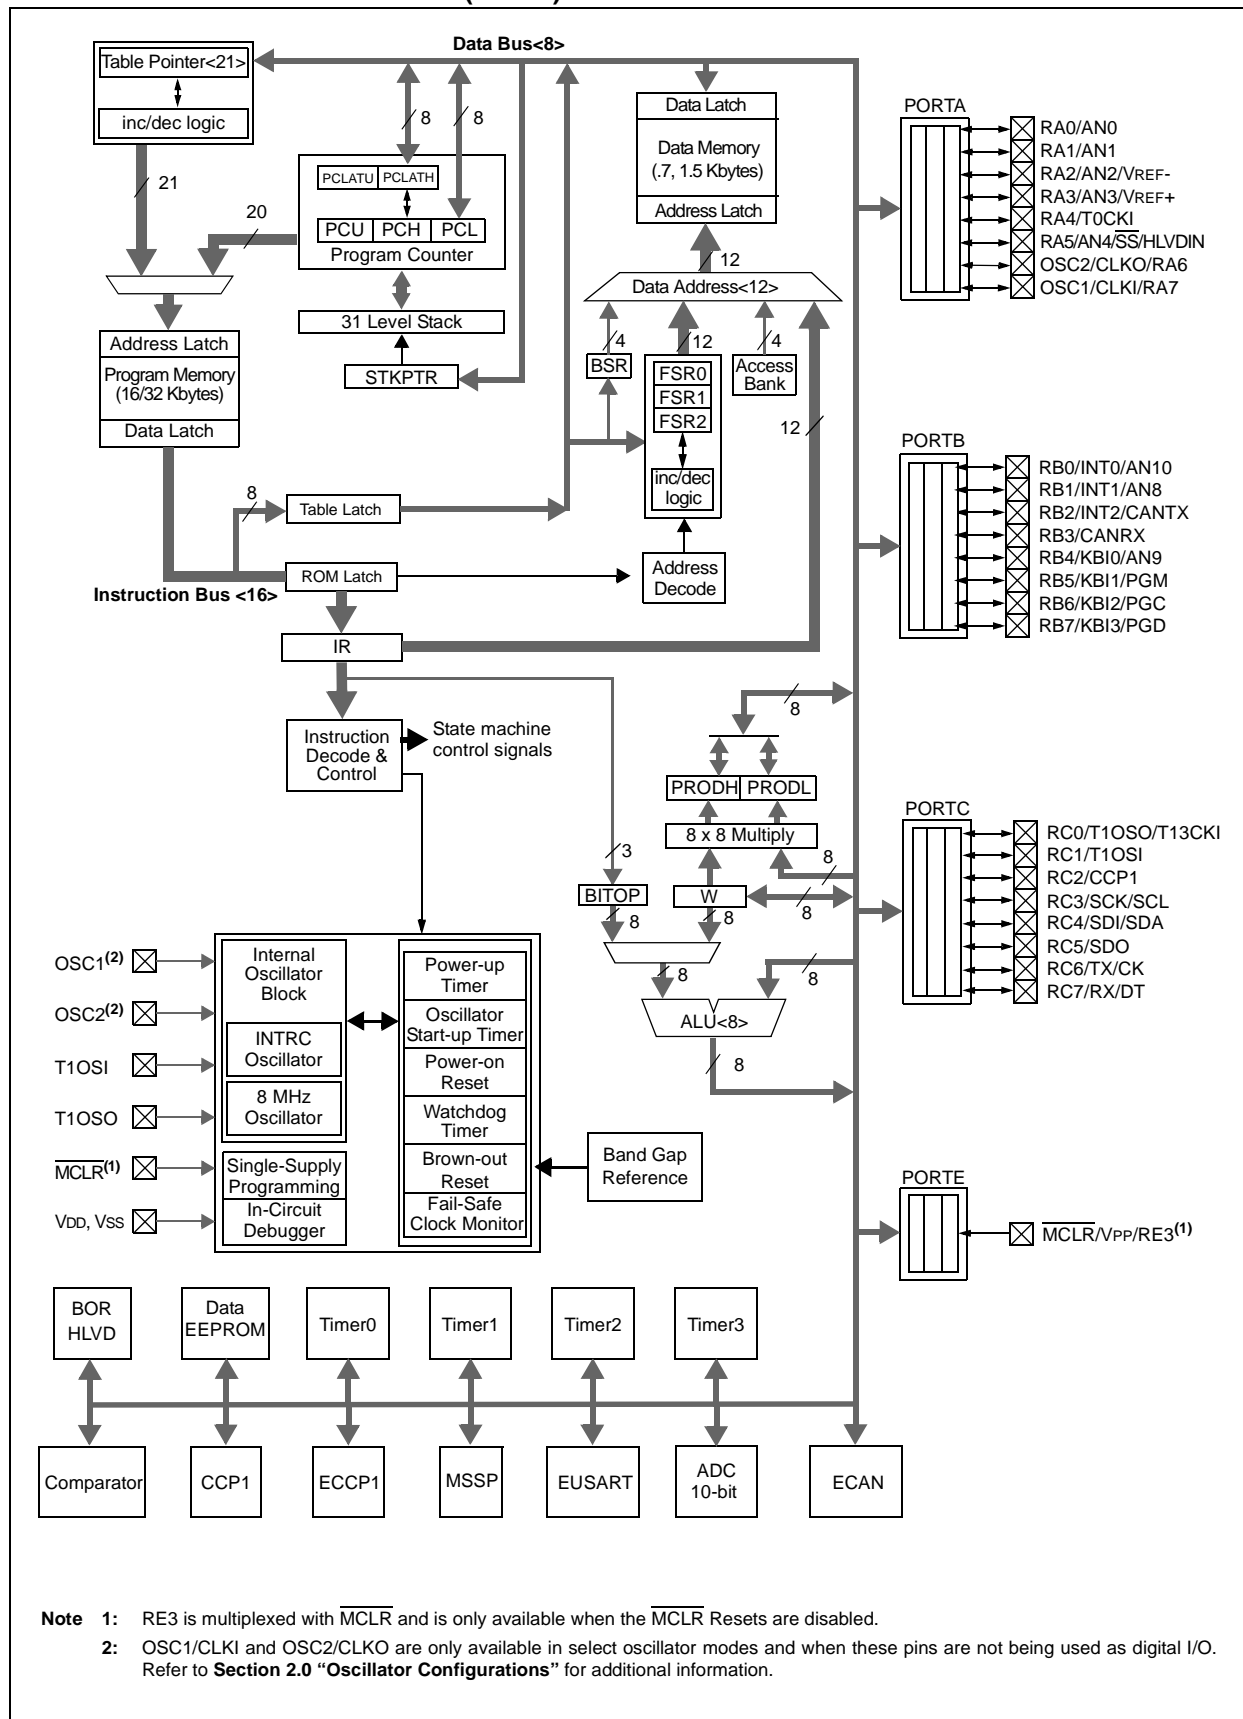 Data Bus<8>
Table Pointer<21>
inc/dec logic
21
20
8
8
PCLATU PCLATH
PCU PCH PCL
Program Counter
31 Level Stack
STKPTR
Data Latch
Data Memory
(.7, 1.5 Kbytes)
Address Latch
12
Data Address<12>
4
12
4
BSR
FSR0
FSR1
FSR2
inc/dec
logic
Access
Bank
12
Address Latch
Program Memory
(16/32 Kbytes)
Data Latch
8
Table Latch
ROM Latch
Instruction Bus <16>
Address
Decode
IR
Instruction
Decode &
Control
State machine
control signals
8
PRODH PRODL
8 x 8 Multiply
3
8
BITOP
W
8
8
8
8
8
ALU<8>
8
PORTA
RA0/AN0
RA1/AN1
RA2/AN2/VREF-
RA3/AN3/VREF+
RA4/T0CKI
RA5/AN4/SS/HLVDIN
OSC2/CLKO/RA6
OSC1/CLKI/RA7
PORTB
RB0/INT0/AN10
RB1/INT1/AN8
RB2/INT2/CANTX
RB3/CANRX
RB4/KBI0/AN9
RB5/KBI1/PGM
RB6/KBI2/PGC
RB7/KBI3/PGD
PORTC
RC0/T1OSO/T13CKI
RC1/T1OSI
RC2/CCP1
RC3/SCK/SCL
RC4/SDI/SDA
RC5/SDO
RC6/TX/CK
RC7/RX/DT
PORTE
MCLR/VPP/RE3(1)
OSC1(2)
OSC2(2)
T1OSI
T1OSO
MCLR(1)
VDD, VSS
Internal
Oscillator
Block
INTRC
Oscillator
8 MHz
Oscillator
Single-Supply
Programming
In-Circuit
Debugger
Power-up
Timer
Oscillator
Start-up Timer
Power-on
Reset
Watchdog
Timer
Brown-out
Reset
Fail-Safe
Clock Monitor
Band Gap
Reference
BOR
HLVD
Data
EEPROM
Timer0
Timer1
Timer2
Timer3
Comparator
CCP1
ECCP1
MSSP
EUSART
ADC
10-bit
ECAN
Note 1: RE3 is multiplexed with MCLR and is only available when the MCLR Resets are disabled.
2: OSC1/CLKI and OSC2/CLKO are only available in select oscillator modes and when these pins are not being used as digital I/O.
Refer to Section 2.0 “Oscillator Configurations” for additional information.